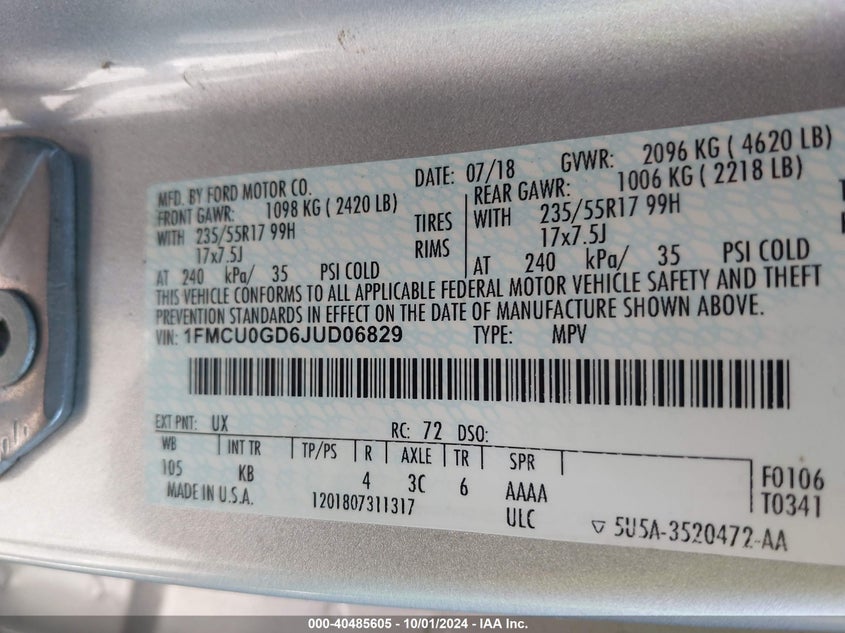 MFD. BY FORD MOTOR CO. DATE: 07/18 GVWR: 2096 KG ( 4620 LB)
FRONT GAWR: 1098 KG ( 2420 LB) REAR GAWR: 1006 KG ( 2218 LB)
WITH 235/55R17 99H TIRES WITH 235/55R17 99H
17x7.5J RIMS 17x7.5J
AT 240 kPa/ 35 PSI COLD AT 240 kPa/ 35 PSI COLD
THIS VEHICLE CONFORMS TO ALL APPLICABLE FEDERAL MOTOR VEHICLE SAFETY AND THEFT
PREVENTION STANDARDS IN EFFECT ON THE DATE OF MANUFACTURE SHOWN ABOVE.
VIN: 1FMCU0GD6JUD06829 TYPE: MPV
EXT PNT: UX RC: 72 DSO:
WB INT TR TP/PS R AXLE TR SPR
105 KB 4 3C 6 AAAA F0106
MADE IN U.S.A. 1201807311317 ULC T0341
▽ 5U5A-3520472-AA
000-40485605 - 10/01/2024 - IAA Inc.